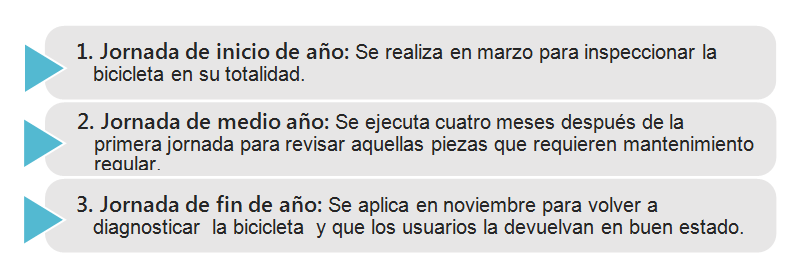 1. Jornada de inicio de año: Se realiza en marzo para inspeccionar la
bicicleta en su totalidad.
2. Jornada de medio año: Se ejecuta cuatro meses después de la
primera jornada para revisar aquellas piezas que requieren mantenimiento
regular.
3. Jornada de fin de año: Se aplica en noviembre para volver a
diagnosticar la bicicleta y que los usuarios la devuelvan en buen estado.